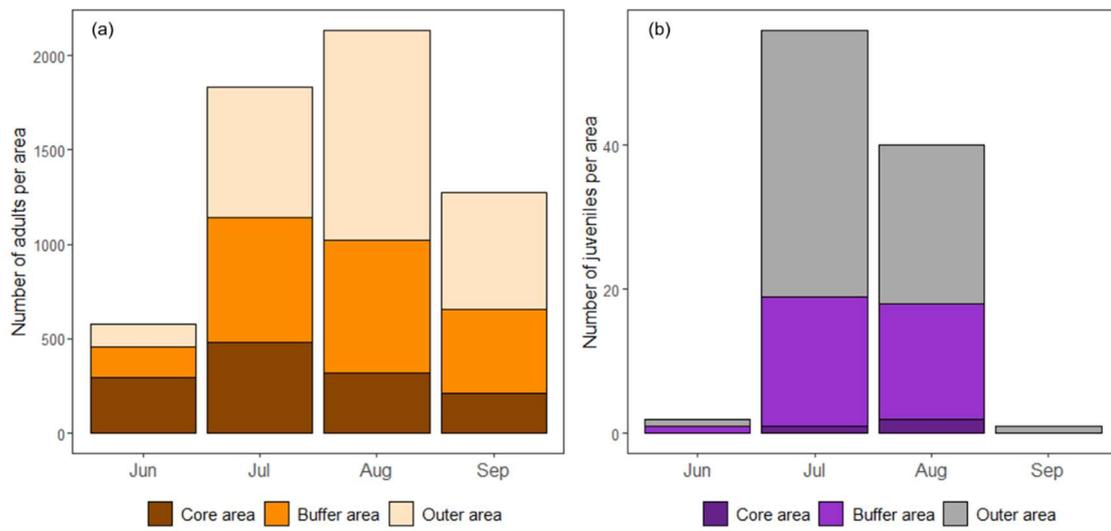 (a)
Number of adults per area
2000
1500
1000
500
0
Jun Jul Aug Sep
Core area Buffer area Outer area
(b)
Number of juveniles per area
40
20
0
Jun Jul Aug Sep
Core area Buffer area Outer area